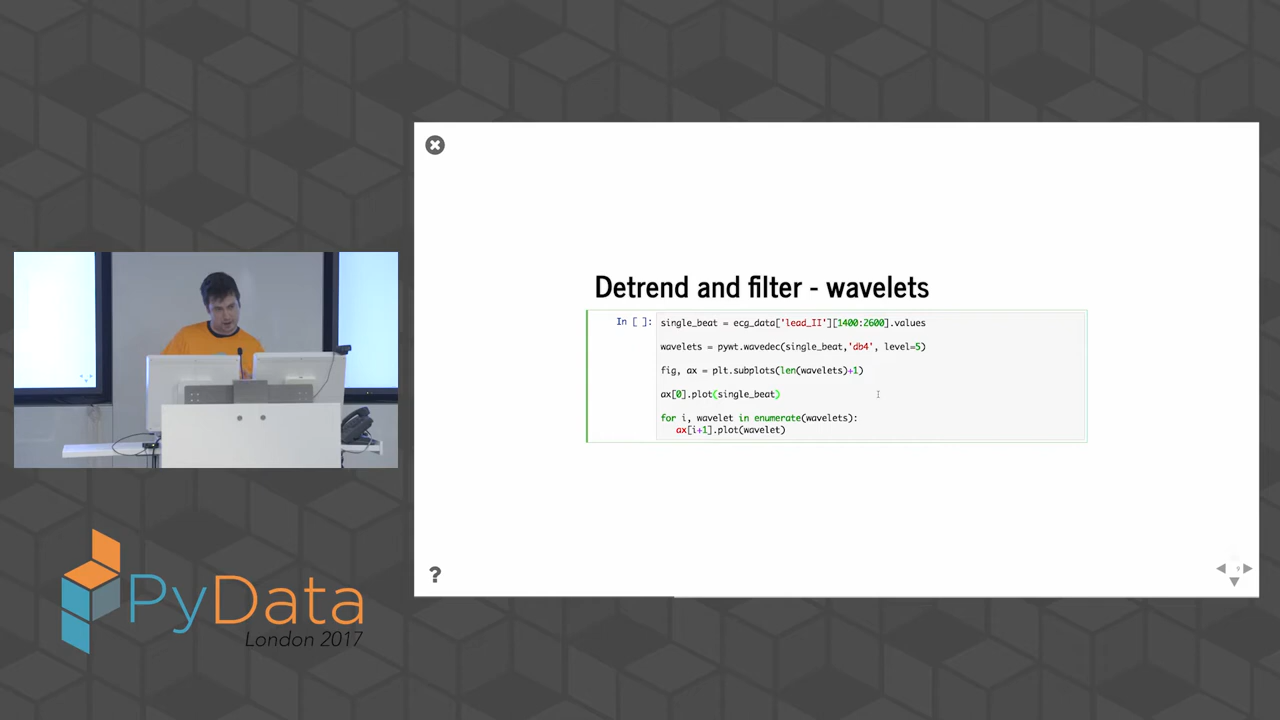 Detrend and filter - wavelets
In [ ]:
single_beat = ecg_data['lead_II'][1400:2600].values
wavelets = pywt.wavedec(single_beat,'db4', level=5)
fig, ax = plt.subplots(len(wavelets)+1)
ax[0].plot(single_beat)
for i, wavelet in enumerate(wavelets):
ax[i+1].plot(wavelet)
?
PyData
London 2017